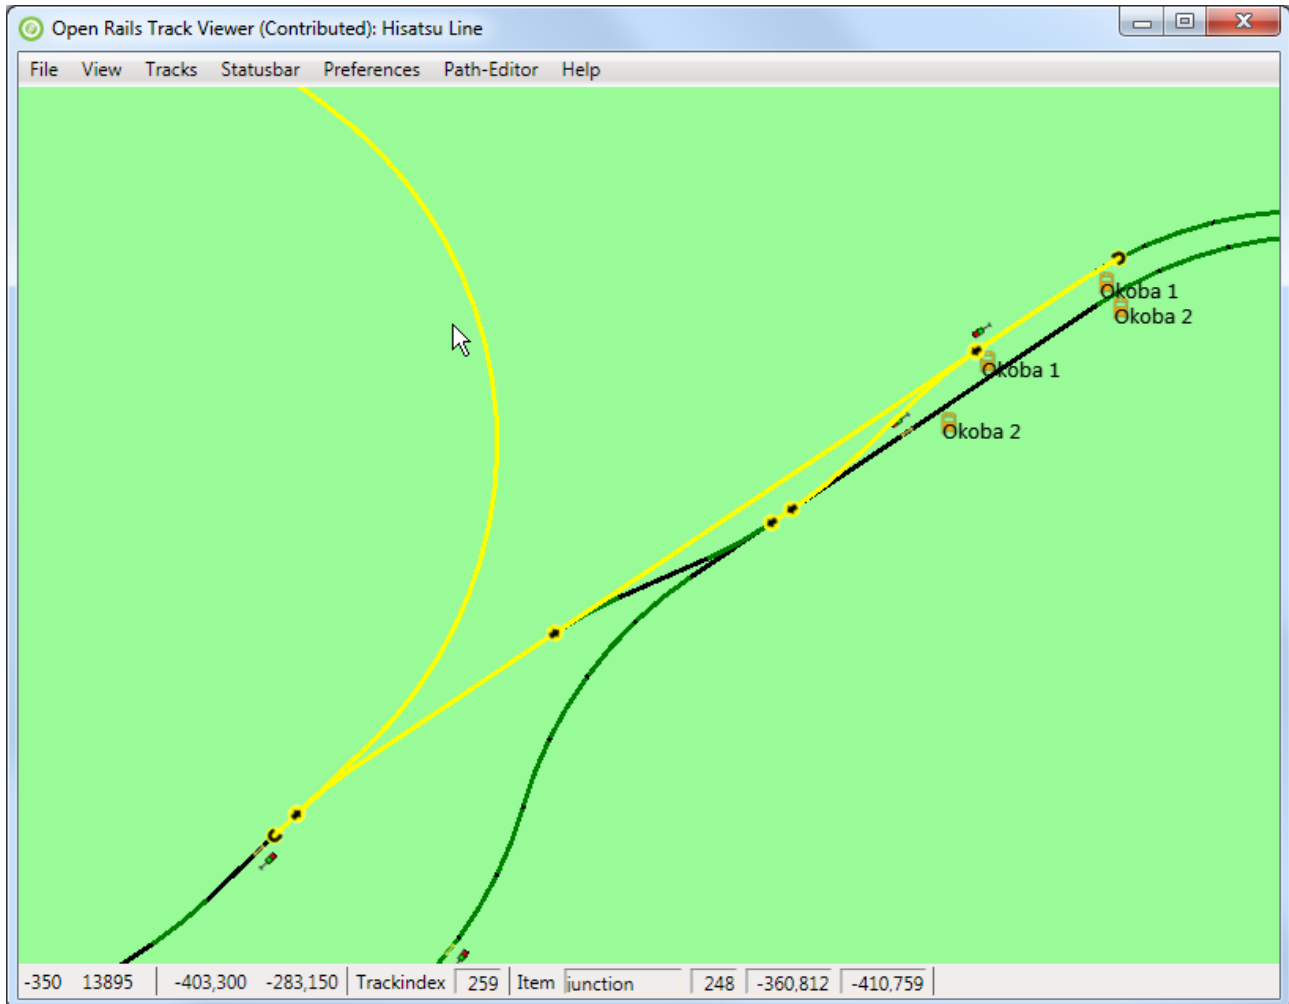 Open Rails Track Viewer (Contributed): Hisatsu Line
File View Tracks Statusbar Preferences Path-Editor Help
Okoba 1
Okoba 2
Okoba 1
Okoba 2
-350 13895 -403,300 -283,150 Trackindex 259 Item junction 248 -360,812 -410,759